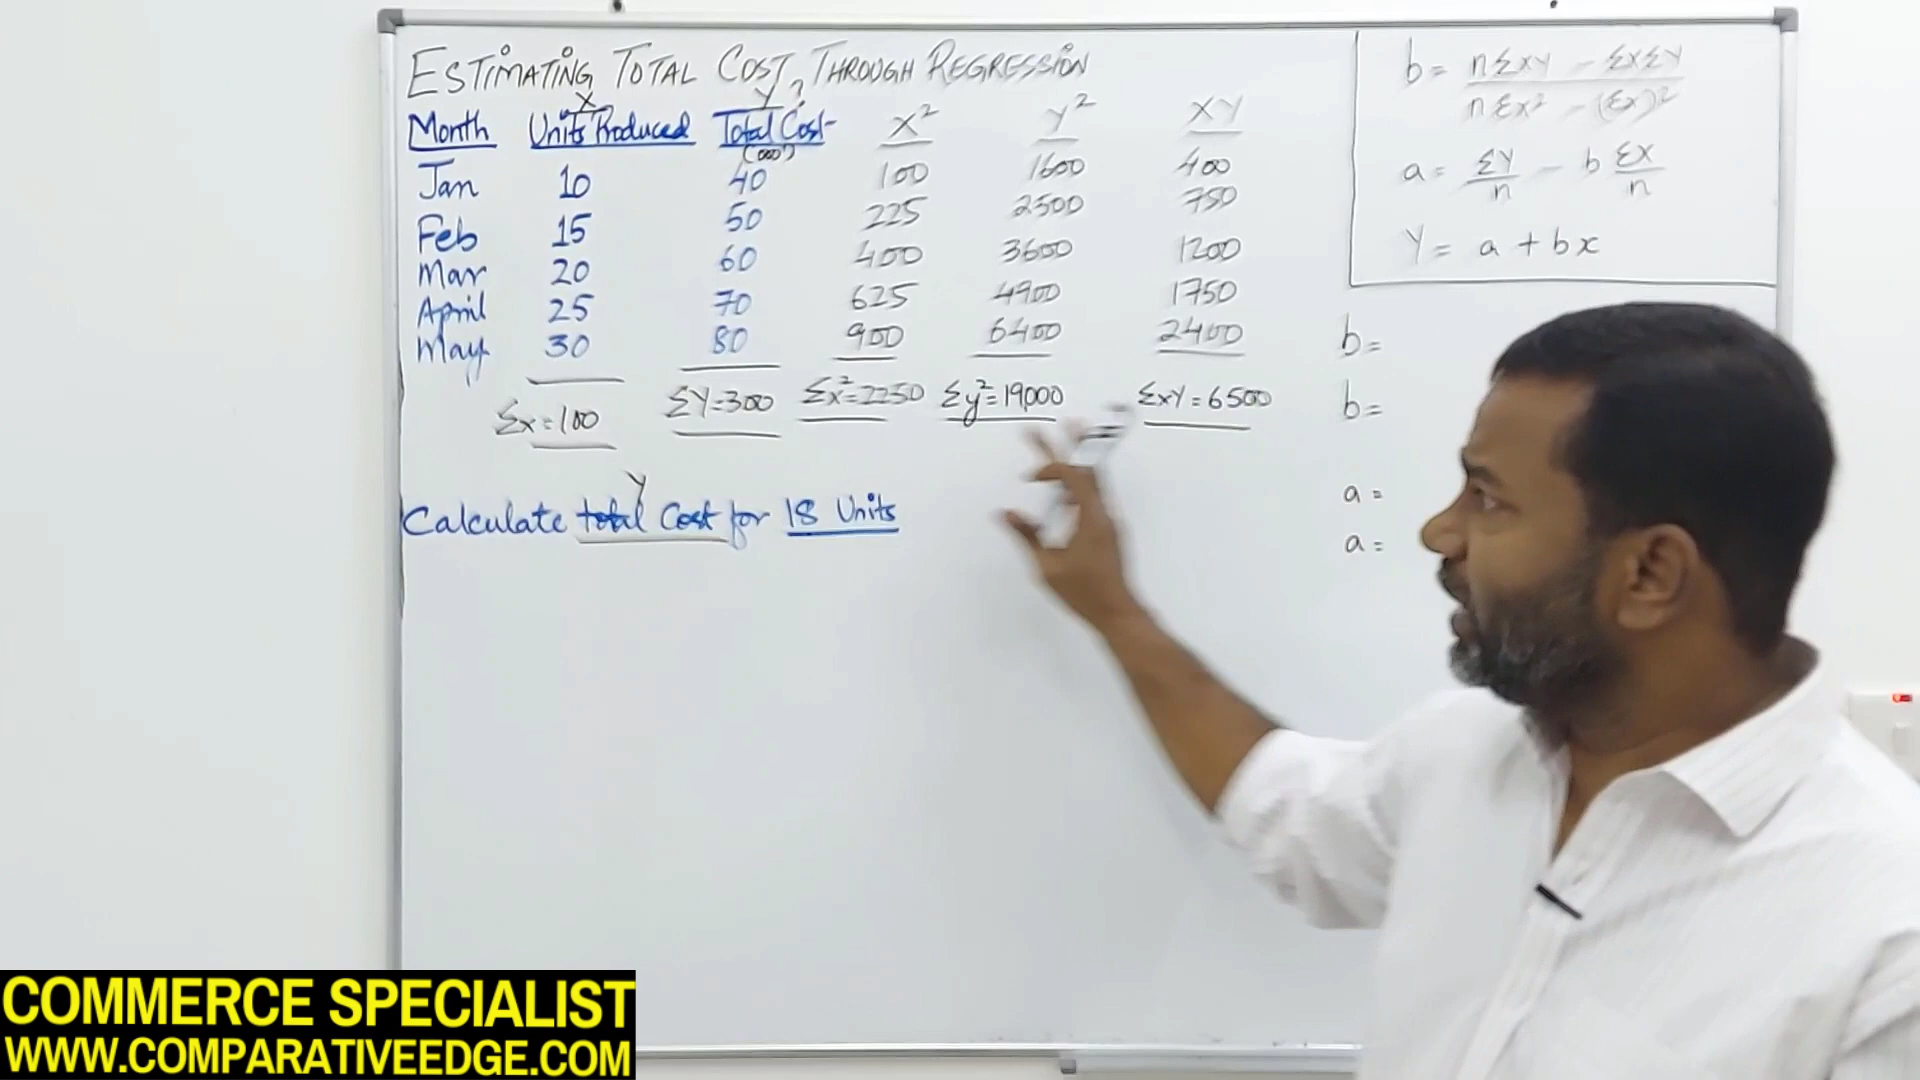 ESTIMATING TOTAL COST, THROUGH REGRESSION
X Y
Month Units Produced Total Cost X² Y² XY
(000')
Jan 10 40 100 1600 400
Feb 15 50 225 2500 750
Mar 20 60 400 3600 1200
April 25 70 625 4900 1750
May 30 80 900 6400 2400
Σx=100 ΣY=300 Σx²=2250 Σy²=19,000 ΣXY=6500
Y
Calculate total Cost for 18 Units
b = nΣXY - ΣXΣY
nΣX² - (ΣX)²
a = ΣY/n - b ΣX/n
Y = a + bx
b =
b =
a =
a =
COMMERCE SPECIALIST
WWW.COMPARATIVEEDGE.COM